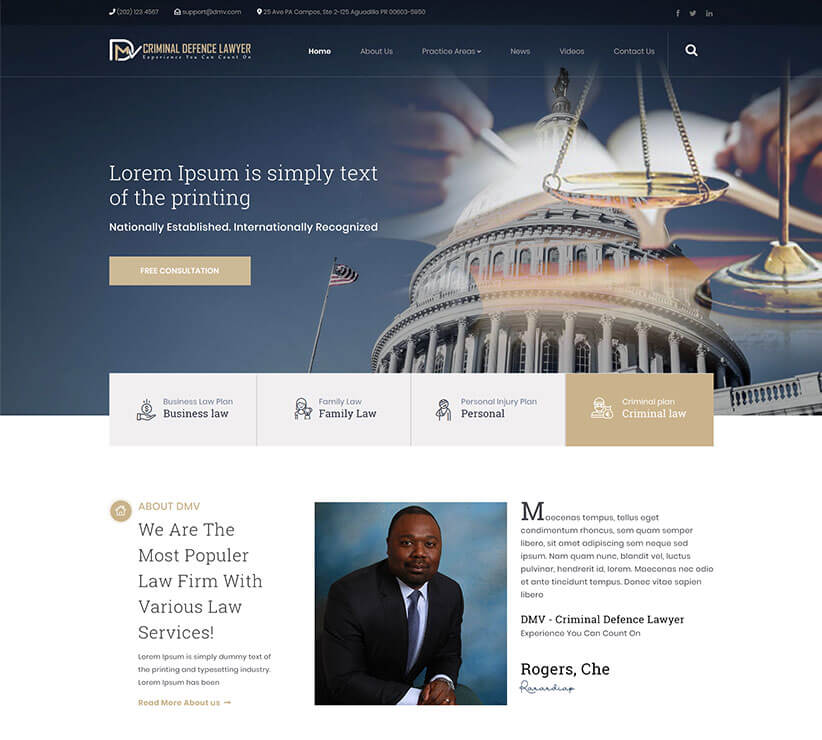 (202) 123 4567 support@dmv.com 25 Ave PA Campos, Ste 2-125 Aguadilla PR 00603-5950
DMV CRIMINAL DEFENCE LAWYER
Experience You Can Count On
Home About Us Practice Areas News Videos Contact Us
Lorem Ipsum is simply text
of the printing
Nationally Established. Internationally Recognized
FREE CONSULTATION
Business Law Plan
Business law
Family Law
Family Law
Personal Injury Plan
Personal
Criminal plan
Criminal law
ABOUT DMV
We Are The
Most Populer
Law Firm With
Various Law
Services!
Lorem Ipsum is simply dummy text of
the printing and typesetting industry.
Lorem Ipsum has been
Read More About us
Maecenas tempus, tellus eget
condimentum rhoncus, sem quam semper
libero, sit amet adipiscing sem neque sed
ipsum. Nam quam nunc, blandit vel, luctus
pulvinar, hendrerit id, lorem. Maecenas nec odio
et ante tincidunt tempus. Donec vitae sapien
libero
DMV - Criminal Defence Lawyer
Experience You Can Count On
Rogers, Che